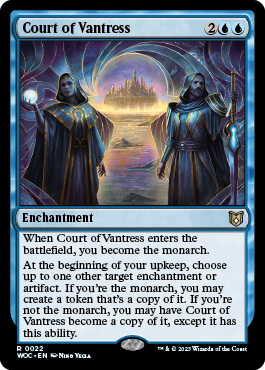 Court of Vantress 2
Enchantment
When Court of Vantress enters the
battlefield, you become the monarch.
At the beginning of your upkeep, choose
up to one other target enchantment or
artifact. If you're the monarch, you may
create a token that's a copy of it. If you're
not the monarch, you may have Court of
Vantress become a copy of it, except it has
this ability.
R 0022
WOC • EN Nino Vecia ™ & © 2023 Wizards of the Coast